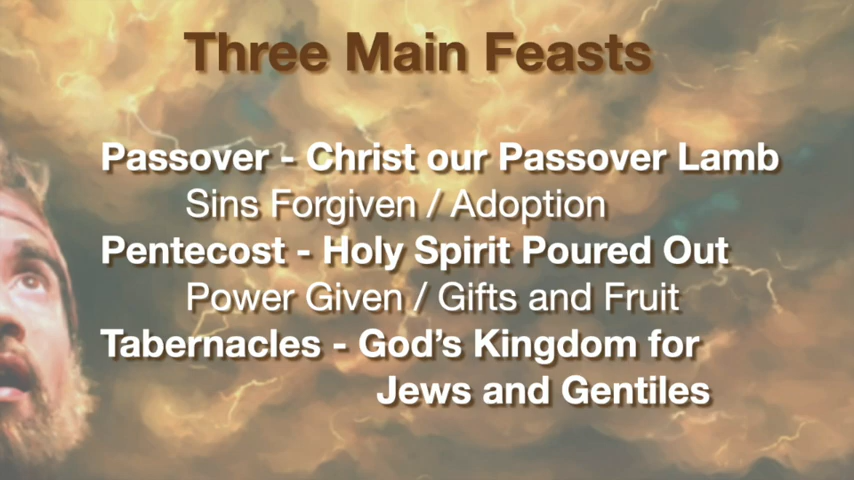 Three Main Feasts
Passover - Christ our Passover Lamb
Sins Forgiven / Adoption
Pentecost - Holy Spirit Poured Out
Power Given / Gifts and Fruit
Tabernacles - God's Kingdom for
Jews and Gentiles